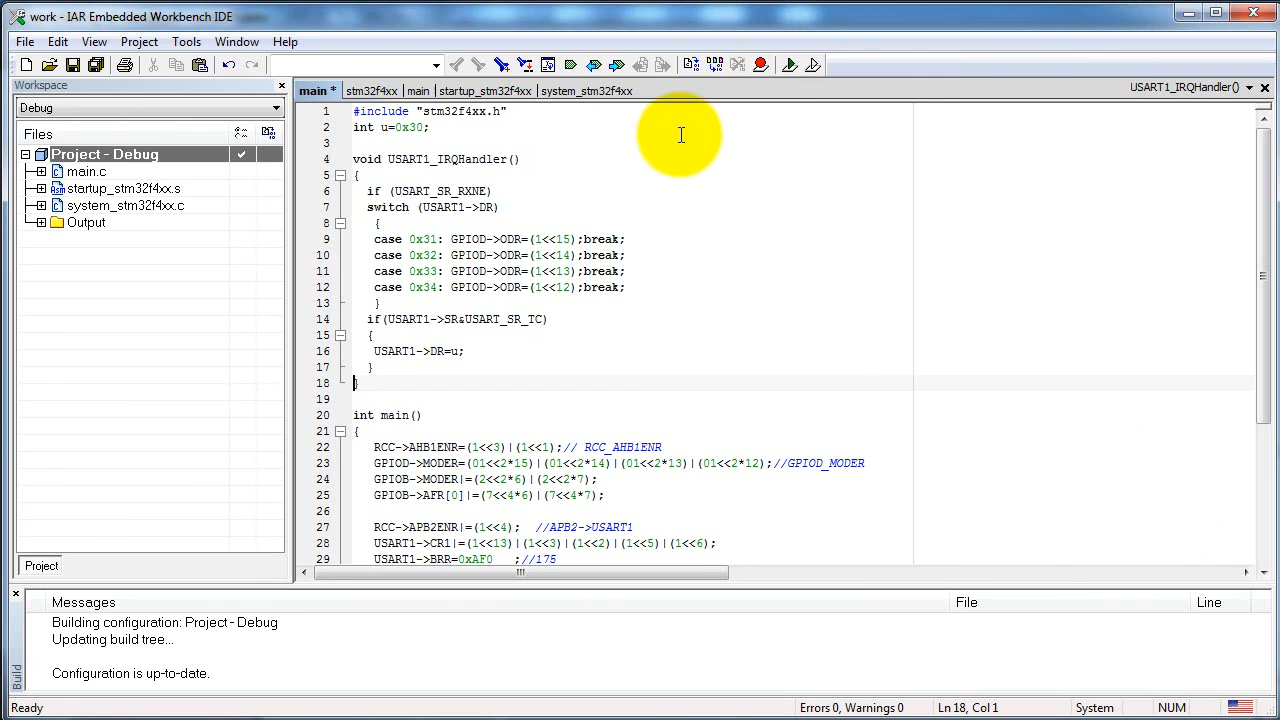 work - IAR Embedded Workbench IDE
File Edit View Project Tools Window Help
Workspace
main * stm32f4xx main startup_stm32f4xx system_stm32f4xx USART1_IRQHandler()
Debug
Files
Project - Debug
main.c
startup_stm32f4xx.s
system_stm32f4xx.c
Output
Project
1 #include "stm32f4xx.h"
2 int u=0x30;
3
4 void USART1_IRQHandler()
5 {
6 if (USART_SR_RXNE)
7 switch (USART1->DR)
8 {
9 case 0x31: GPIOD->ODR=(1<<15);break;
10 case 0x32: GPIOD->ODR=(1<<14);break;
11 case 0x33: GPIOD->ODR=(1<<13);break;
12 case 0x34: GPIOD->ODR=(1<<12);break;
13 }
14 if(USART1->SR&USART_SR_TC)
15 {
16 USART1->DR=u;
17 }
18 }
19
20 int main()
21 {
22 RCC->AHB1ENR=(1<<3)|(1<<1);// RCC_AHB1ENR
23 GPIOD->MODER=(01<<2*15)|(01<<2*14)|(01<<2*13)|(01<<2*12);//GPIOD_MODER
24 GPIOB->MODER|=(2<<2*6)|(2<<2*7);
25 GPIOB->AFR[0]|=(7<<4*6)|(7<<4*7);
26
27 RCC->APB2ENR|=(1<<4); //APB2->USART1
28 USART1->CR1|=(1<<13)|(1<<3)|(1<<2)|(1<<5)|(1<<6);
29 USART1->BRR=0xAF0 ;//175
Messages File Line
Building configuration: Project - Debug
Updating build tree...
Configuration is up-to-date.
Build
Ready Errors 0, Warnings 0 Ln 18, Col 1 System NUM